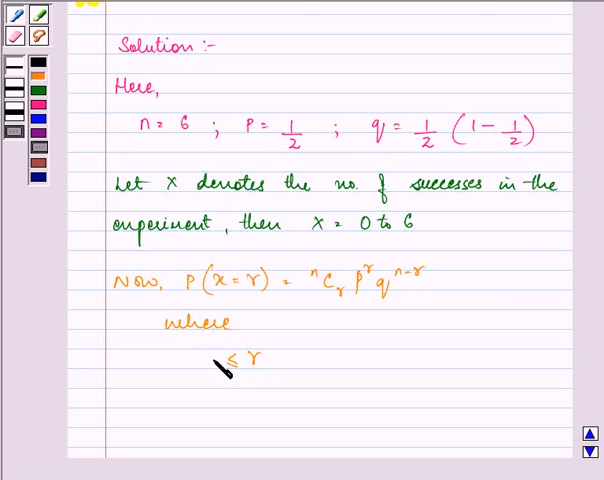 Solution :-
Here,
n = 6 ; p = 1/2 ; q = 1/2 (1 - 1/2)
Let X denotes the no. of successes in the
experiment, then X = 0 to 6
Now, P(x = r) = ⁿCᵣ pʳ qⁿ⁻ʳ
where
≤ r